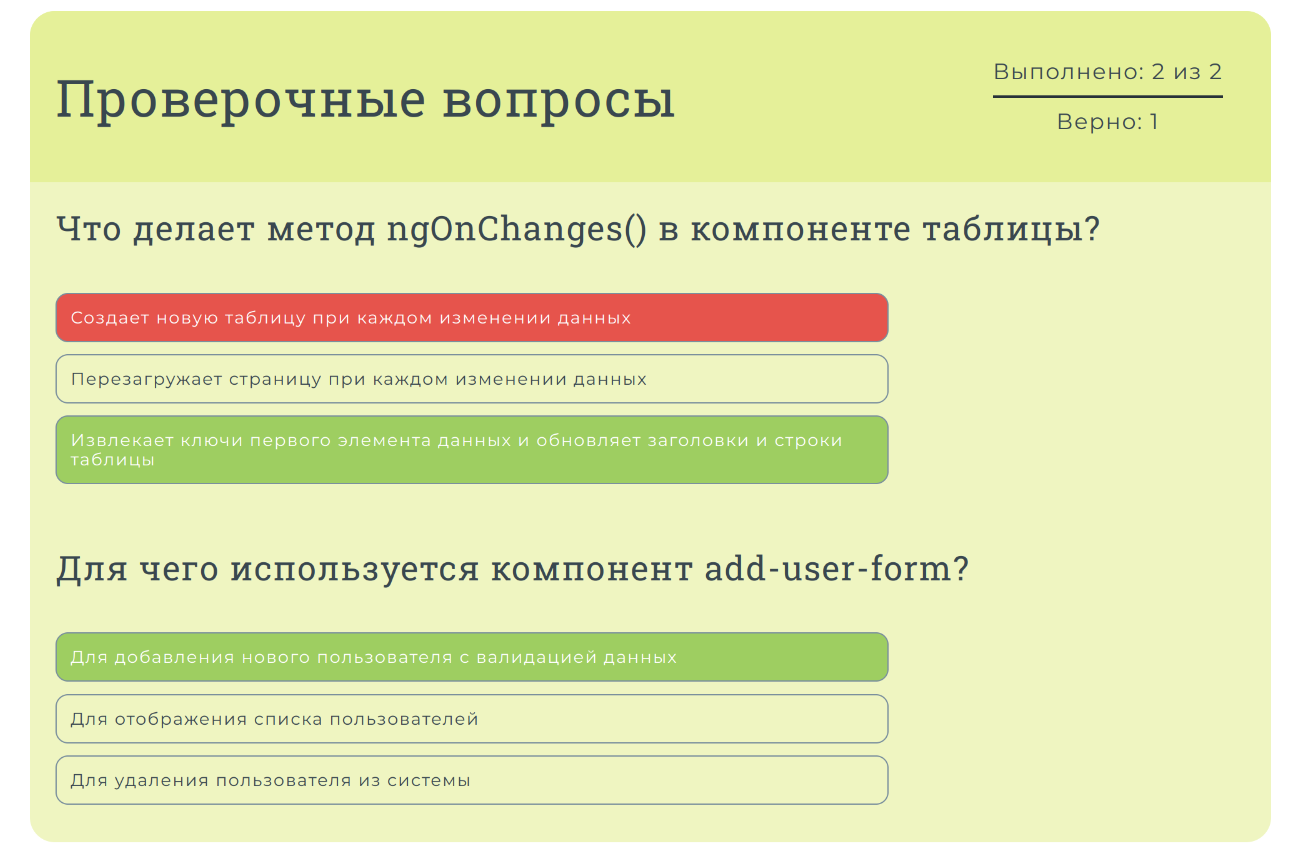 Проверочные вопросы
Выполнено: 2 из 2
Верно: 1
Что делает метод ngOnChanges() в компоненте таблицы?
Создает новую таблицу при каждом изменении данных
Перезагружает страницу при каждом изменении данных
Извлекает ключи первого элемента данных и обновляет заголовки и строки
таблицы
Для чего используется компонент add-user-form?
Для добавления нового пользователя с валидацией данных
Для отображения списка пользователей
Для удаления пользователя из системы